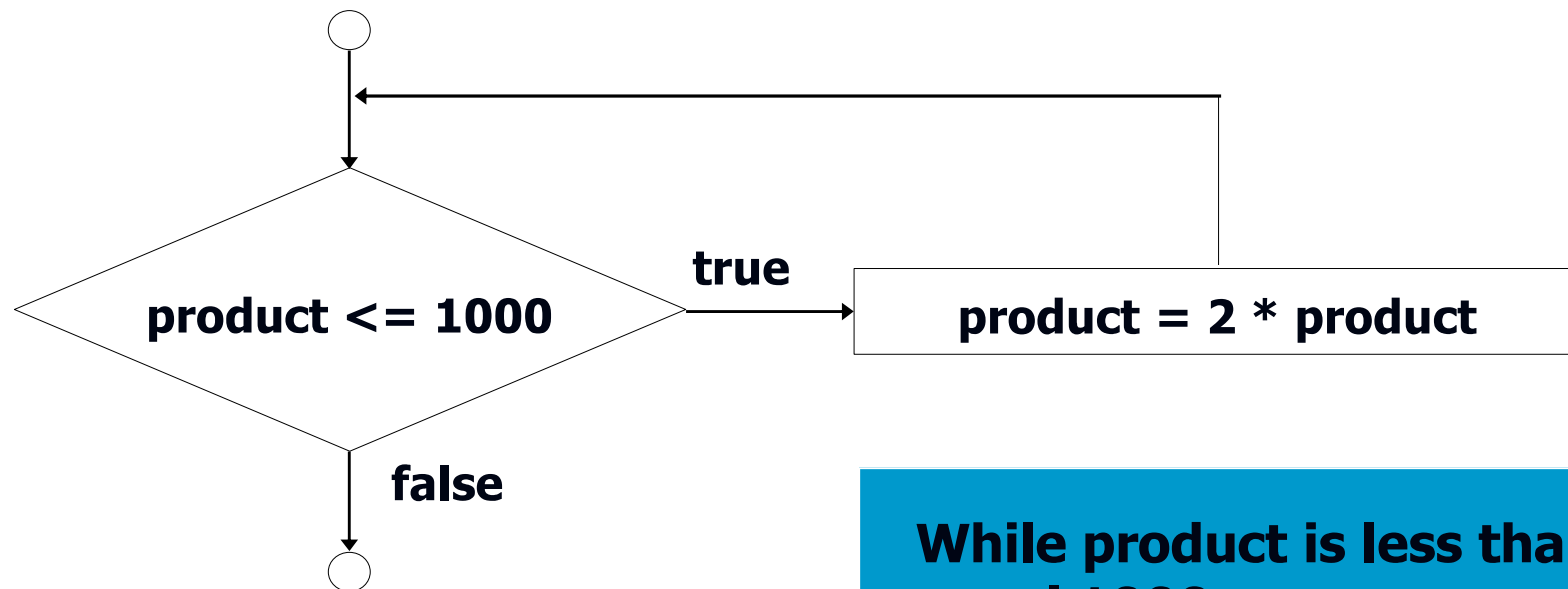 true
product <= 1000
product = 2 * product
false
While product is less tha